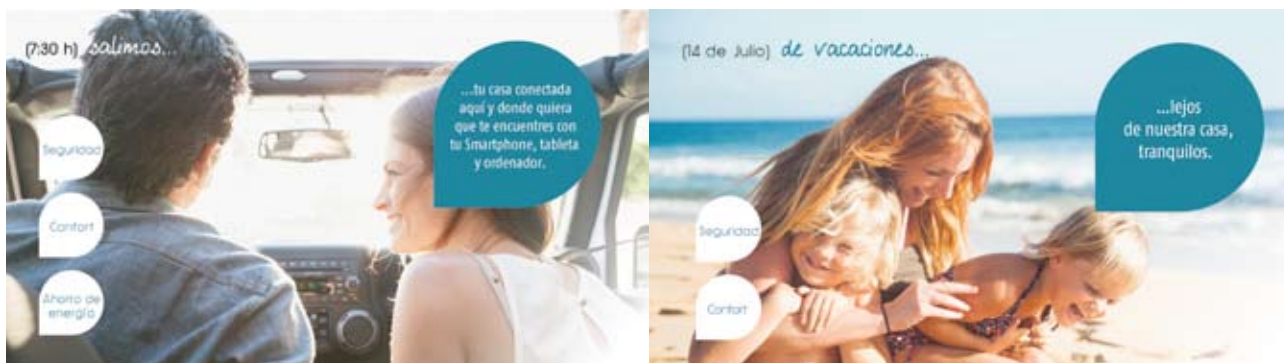 (7:30 h) salimos...
...tu casa conectada
aquí y donde quiera
que te encuentres con
tu Smartphone, tableta
y ordenador.
Seguridad
Confort
Ahorro de
energía
(14 de Julio) de vacaciones...
...lejos
de nuestra casa,
tranquilos.
Seguridad
Confort